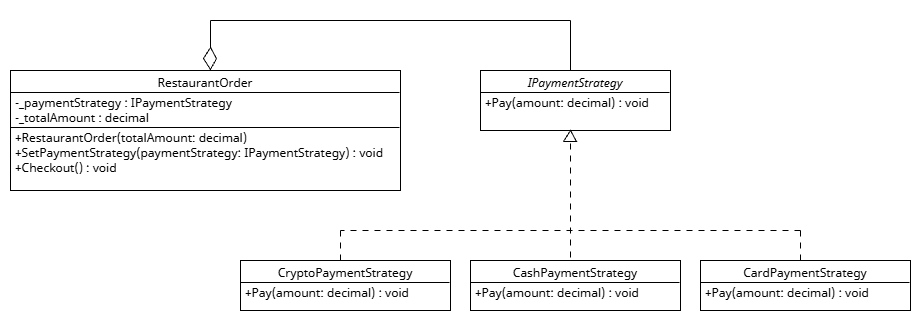 RestaurantOrder
-_paymentStrategy : IPaymentStrategy
-_totalAmount : decimal
+RestaurantOrder(totalAmount: decimal)
+SetPaymentStrategy(paymentStrategy: IPaymentStrategy) : void
+Checkout() : void
IPaymentStrategy
+Pay(amount: decimal) : void
CryptoPaymentStrategy
+Pay(amount: decimal) : void
CashPaymentStrategy
+Pay(amount: decimal) : void
CardPaymentStrategy
+Pay(amount: decimal) : void